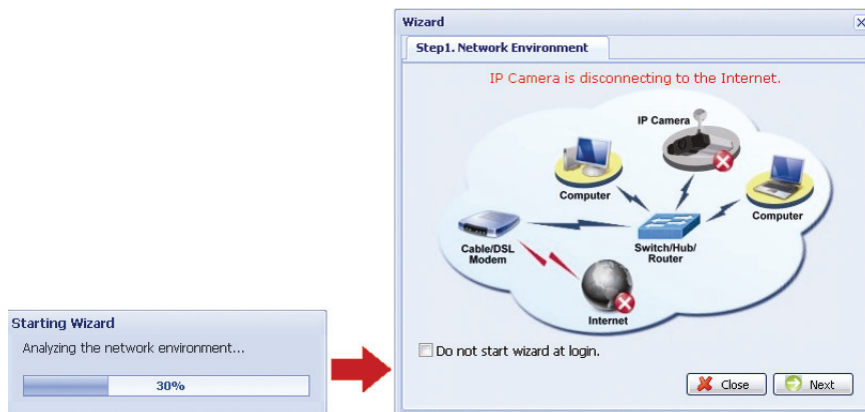 Starting Wizard
Analyzing the network environment...
30%
Wizard
Step1. Network Environment
IP Camera is disconnecting to the Internet.
IP Camera
Computer
Computer
Cable/DSL
Modem
Switch/Hub/
Router
Internet
Do not start wizard at login.
Close
Next